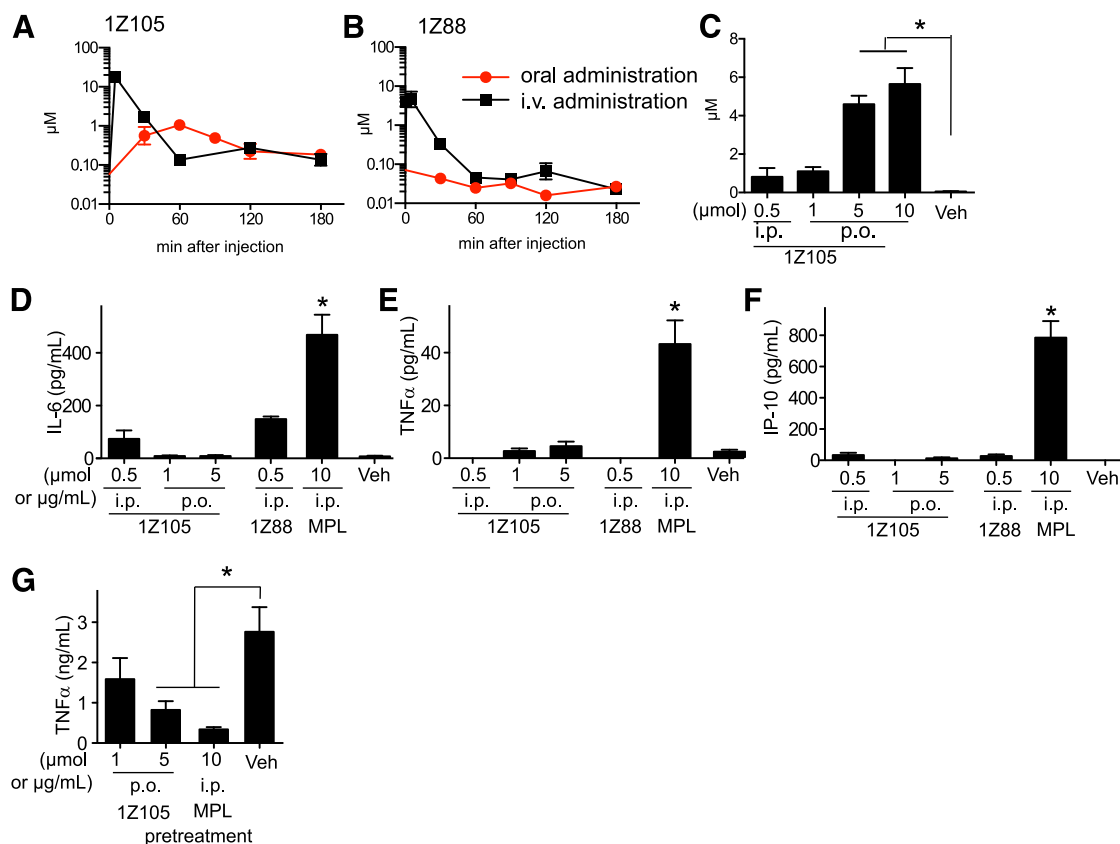 A
1Z105
100
10
1
0.10
0.01
µM
0
60
120
180
min after injection
B
1Z88
100
10
1
0.10
0.01
µM
oral administration
i.v. administration
0
60
120
180
min after injection
C
*
8
6
4
2
0
µM
(µmol) 0.5 1 5 10 Veh
i.p. p.o.
1Z105
D
*
400
200
0
IL-6 (pg/mL)
(µmol 0.5 1 5 0.5 10 Veh
or µg/mL) i.p. p.o. i.p. i.p.
1Z105 1Z88 MPL
E
*
40
20
0
TNFα (pg/mL)
0.5 1 5 0.5 10 Veh
i.p. p.o. i.p. i.p.
1Z105 1Z88 MPL
F
*
800
600
400
200
0
IP-10 (pg/mL)
0.5 1 5 0.5 10 Veh
i.p. p.o. i.p. i.p.
1Z105 1Z88 MPL
G
*
3
2
1
0
TNFα (ng/mL)
(µmol 1 5 10 Veh
or µg/mL) p.o. i.p.
1Z105 MPL
pretreatment